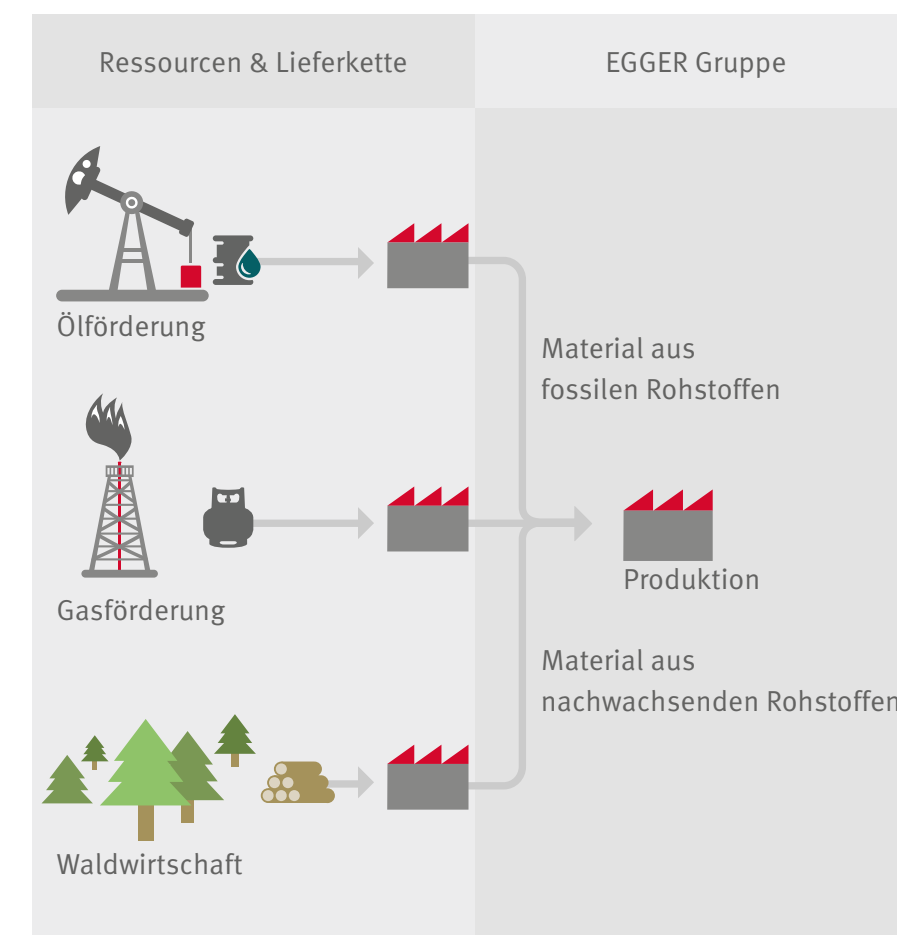 Ressourcen & Lieferkette
EGGER Gruppe
Ölförderung
Material aus
fossilen Rohstoffen
Gasförderung
Produktion
Material aus
nachwachsenden Rohstoffen
Waldwirtschaft